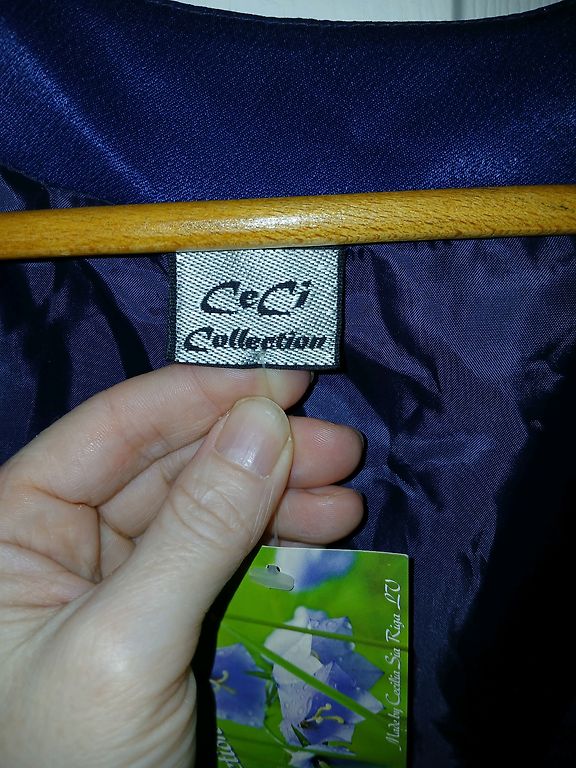 CeCi
Collection
Made by Cecilia Sia Riga LV